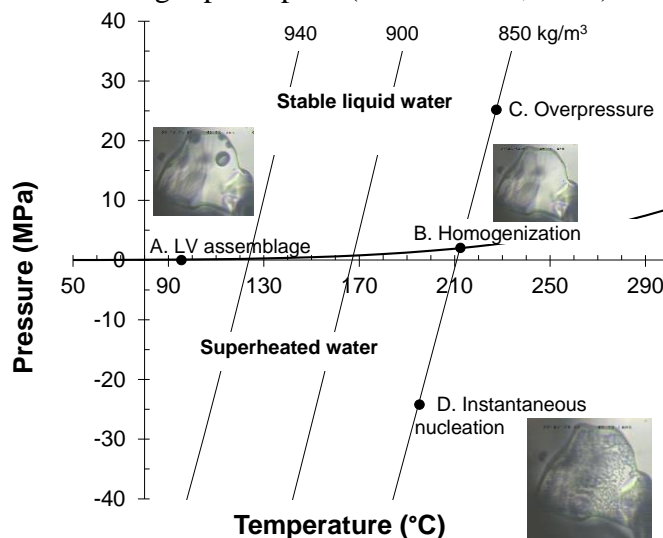 40
30
20
10
0
-10
-20
-30
-40
Pressure (MPa)
50
130
170
210
250
290
Temperature (°C)
940
900
850 kg/m³
Stable liquid water
C. Overpressure
A. LV assemblage
B. Homogenization
Superheated water
D. Instantaneous
nucleation